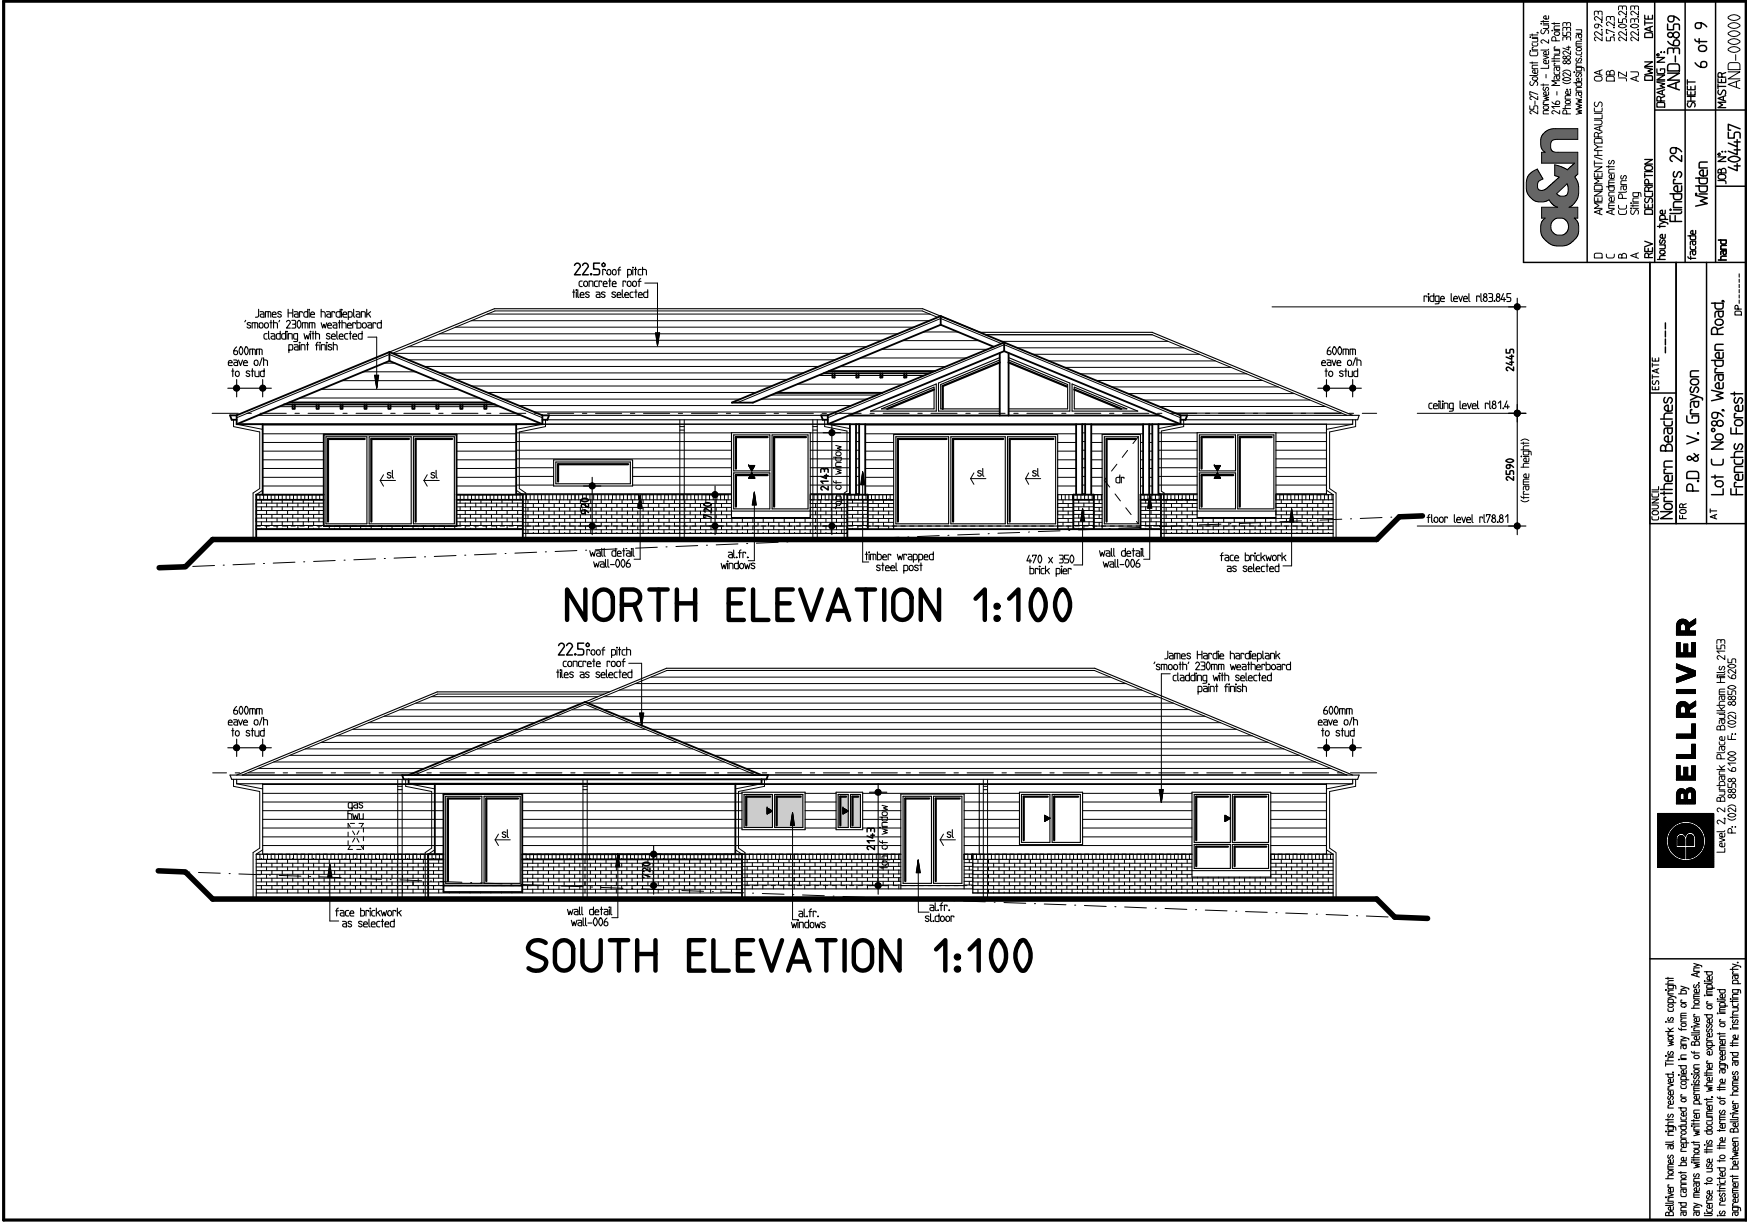 22.5° roof pitch
concrete roof
tiles as selected
James Hardie hardieplank
'smooth' 230mm weatherboard
cladding with selected
paint finish
600mm
eave o/h
to stud
600mm
eave o/h
to stud
ridge level rl83.845
2445
ceiling level rl81.4
2590
(frame height)
floor level rl78.81
sl
sl
920
720
2143
top of window
sl
sl
wall detail
wall-006
al.fr.
windows
timber wrapped
steel post
470 x 350
brick pier
wall detail
wall-006
face brickwork
as selected
NORTH ELEVATION 1:100
22.5° roof pitch
concrete roof
tiles as selected
James Hardie hardieplank
'smooth' 230mm weatherboard
cladding with selected
paint finish
600mm
eave o/h
to stud
600mm
eave o/h
to stud
gas
hwu
sl
720
2143
top of window
sl
face brickwork
as selected
wall detail
wall-006
al.fr.
windows
al.fr.
sl.door
SOUTH ELEVATION 1:100
25-27 Solent Circuit,
norwest - Level 2 Suite
216 - Macarthur Point
Phone: (02) 8824 3533
www.andesigns.com.au
a&n
D AMENDMENT/HYDRAULICS OA 22.9.23
C Amendments DB 5.7.23
B CC Plans JZ 22.05.23
A Siting AJ 22.03.23
REV DESCRIPTION DWN DATE
house type
Flinders 29
DRAWING Nº:
AND-36859
facade
Widden
SHEET
6 of 9
hand
JOB Nº:
404457
MASTER
AND-00000
COUNCIL
Northern Beaches
ESTATE
-----
FOR
P.D & V. Grayson
AT
Lot C Nº89, Wearden Road,
Frenchs Forest
DP------
B
BELLRIVER
Level 2, 2 Burbank Place Baulkham Hills 2153
P: (02) 8858 6100 F: (02) 8850 6205
Bellriver homes all rights reserved. This work is copyright
and cannot be reproduced or copied in any form or by
any means without written permission of Bellriver homes. Any
license to use this document, whether expressed or implied
is restricted to the terms of the agreement or implied
agreement between Bellriver homes and the instructing party.